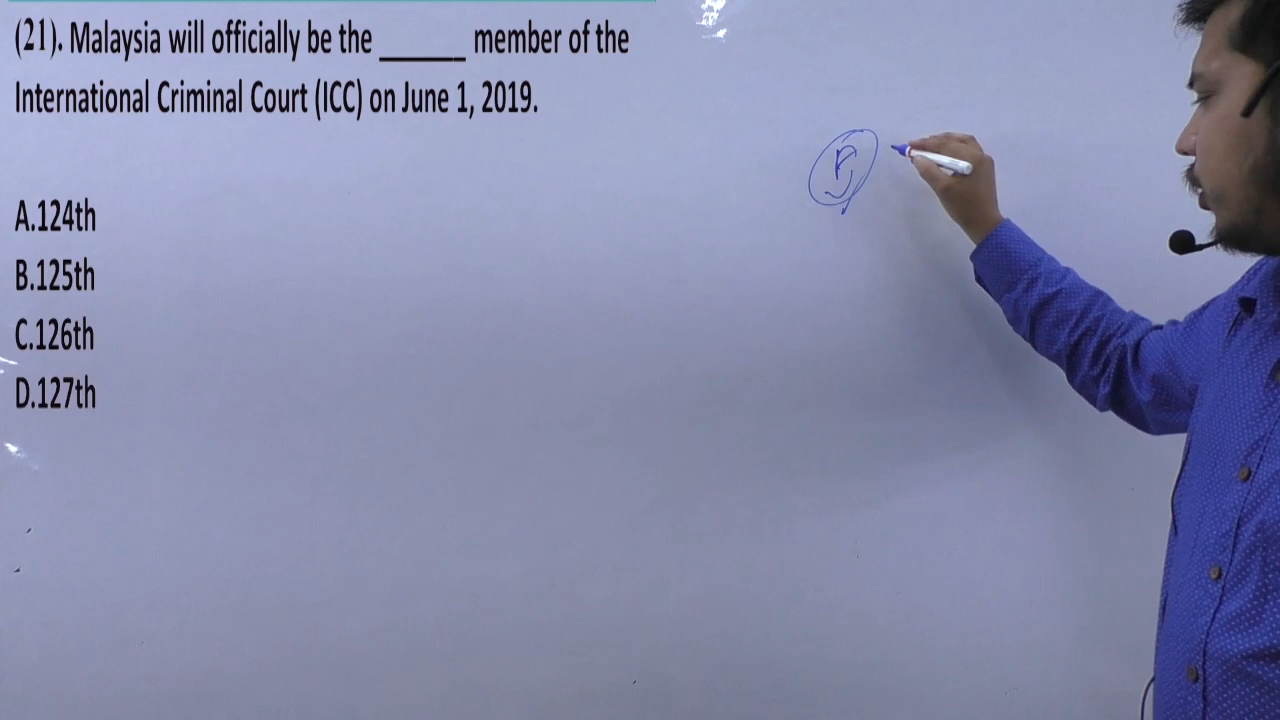 (21). Malaysia will officially be the ______ member of the
International Criminal Court (ICC) on June 1, 2019.
A.124th
B.125th
C.126th
D.127th